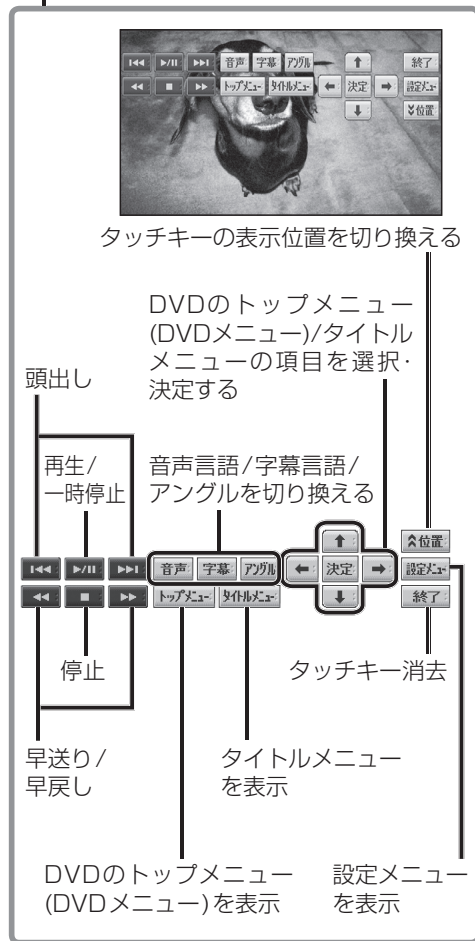 音声 字幕 アングル 終了
トップメニュー タイトルメニュー 決定 設定メニュー
位置
タッチキーの表示位置を切り換える
DVDのトップメニュー
(DVDメニュー)/タイトル
メニューの項目を選択・
決定する
頭出し
再生/
一時停止
音声言語/字幕言語/
アングルを切り換える
位置
音声 字幕 アングル 決定 設定メニュー
トップメニュー タイトルメニュー 終了
停止
タッチキー消去
早送り/
早戻し
タイトルメニュー
を表示
DVDのトップメニュー
(DVDメニュー)を表示
設定メニュー
を表示